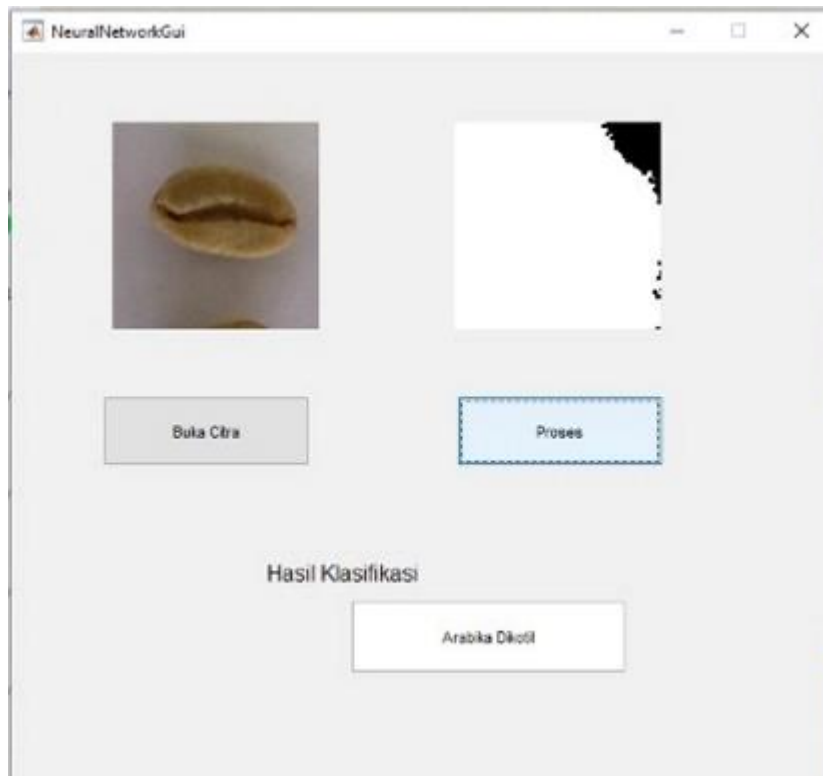 NeuralNetworkGui
Buka Citra
Proses
Hasil Klasifikasi
Arabika Dikotil